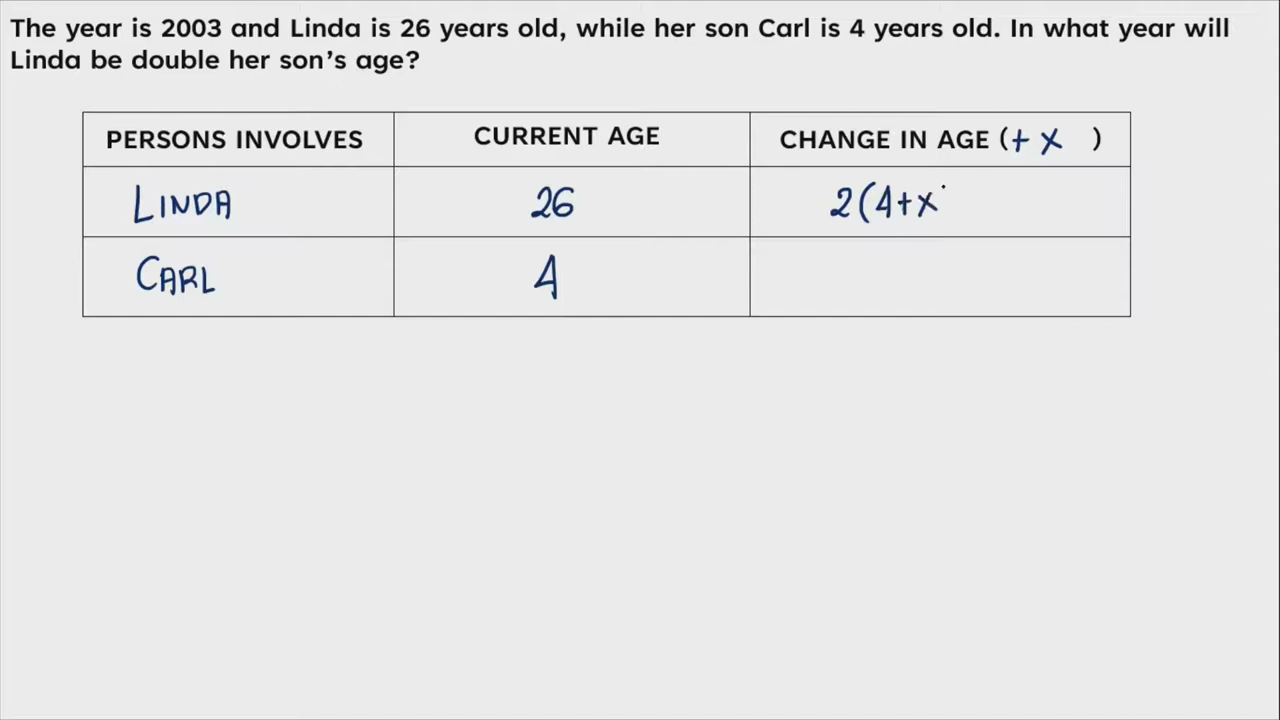 The year is 2003 and Linda is 26 years old, while her son Carl is 4 years old. In what year will
Linda be double her son's age?
PERSONS INVOLVES CURRENT AGE CHANGE IN AGE (+ x )
LINDA 26 2(4+x
CARL 4